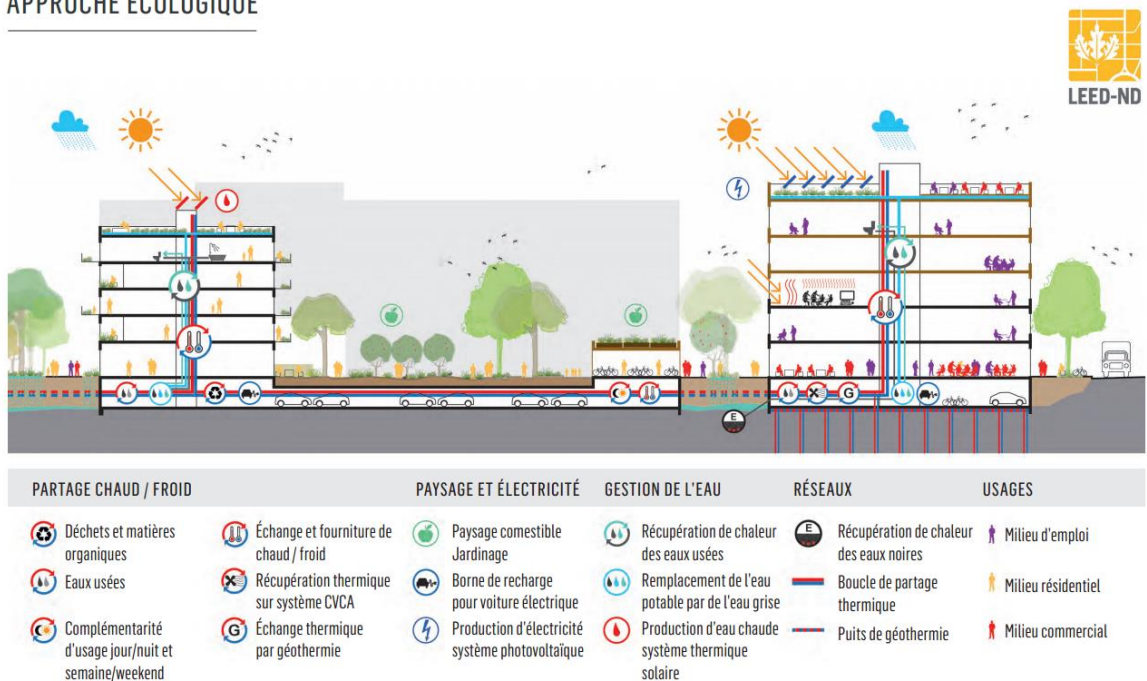 APPROCHE ÉCOLOGIQUE
LEED-ND
E
G
PARTAGE CHAUD / FROID
Déchets et matières
organiques
Eaux usées
Complémentarité
d'usage jour/nuit et
semaine/weekend
Échange et fourniture de
chaud / froid
Récupération thermique
sur système CVCA
G
Échange thermique
par géothermie
PAYSAGE ET ÉLECTRICITÉ
Paysage comestible
Jardinage
Borne de recharge
pour voiture électrique
Production d'électricité
système photovoltaïque
GESTION DE L'EAU
Récupération de chaleur
des eaux usées
Remplacement de l'eau
potable par de l'eau grise
Production d'eau chaude
système thermique
solaire
RÉSEAUX
E
Récupération de chaleur
des eaux noires
Boucle de partage
thermique
Puits de géothermie
USAGES
Milieu d'emploi
Milieu résidentiel
Milieu commercial